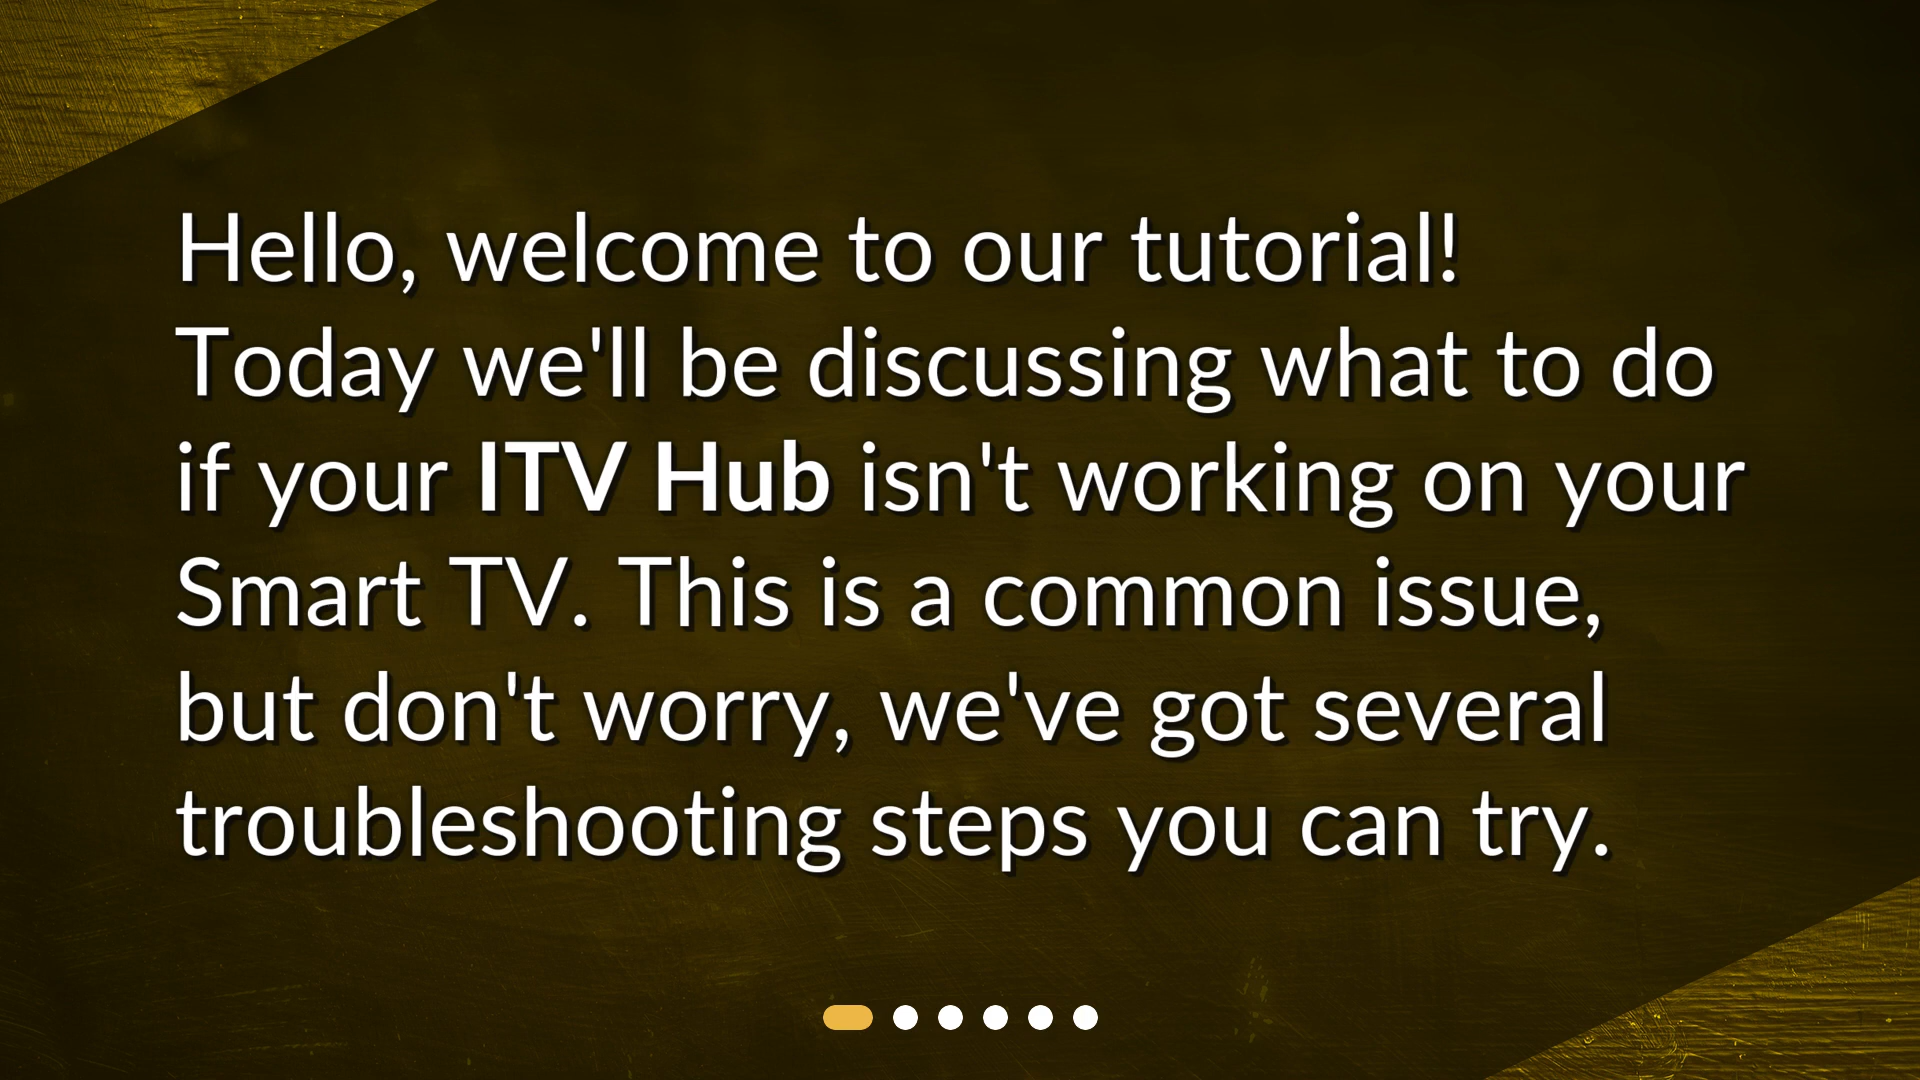 Hello, welcome to our tutorial!
Today we'll be discussing what to do
if your ITV Hub isn't working on your
Smart TV. This is a common issue,
but don't worry, we've got several
troubleshooting steps you can try.